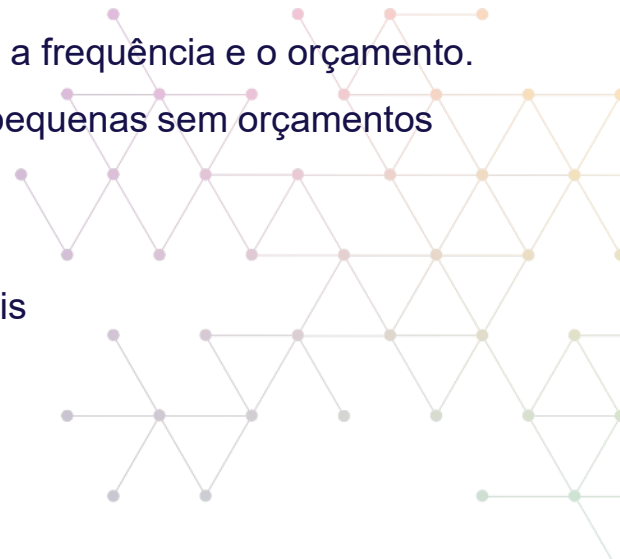 a frequência e o orçamento.
pequenas sem orçamentos
is